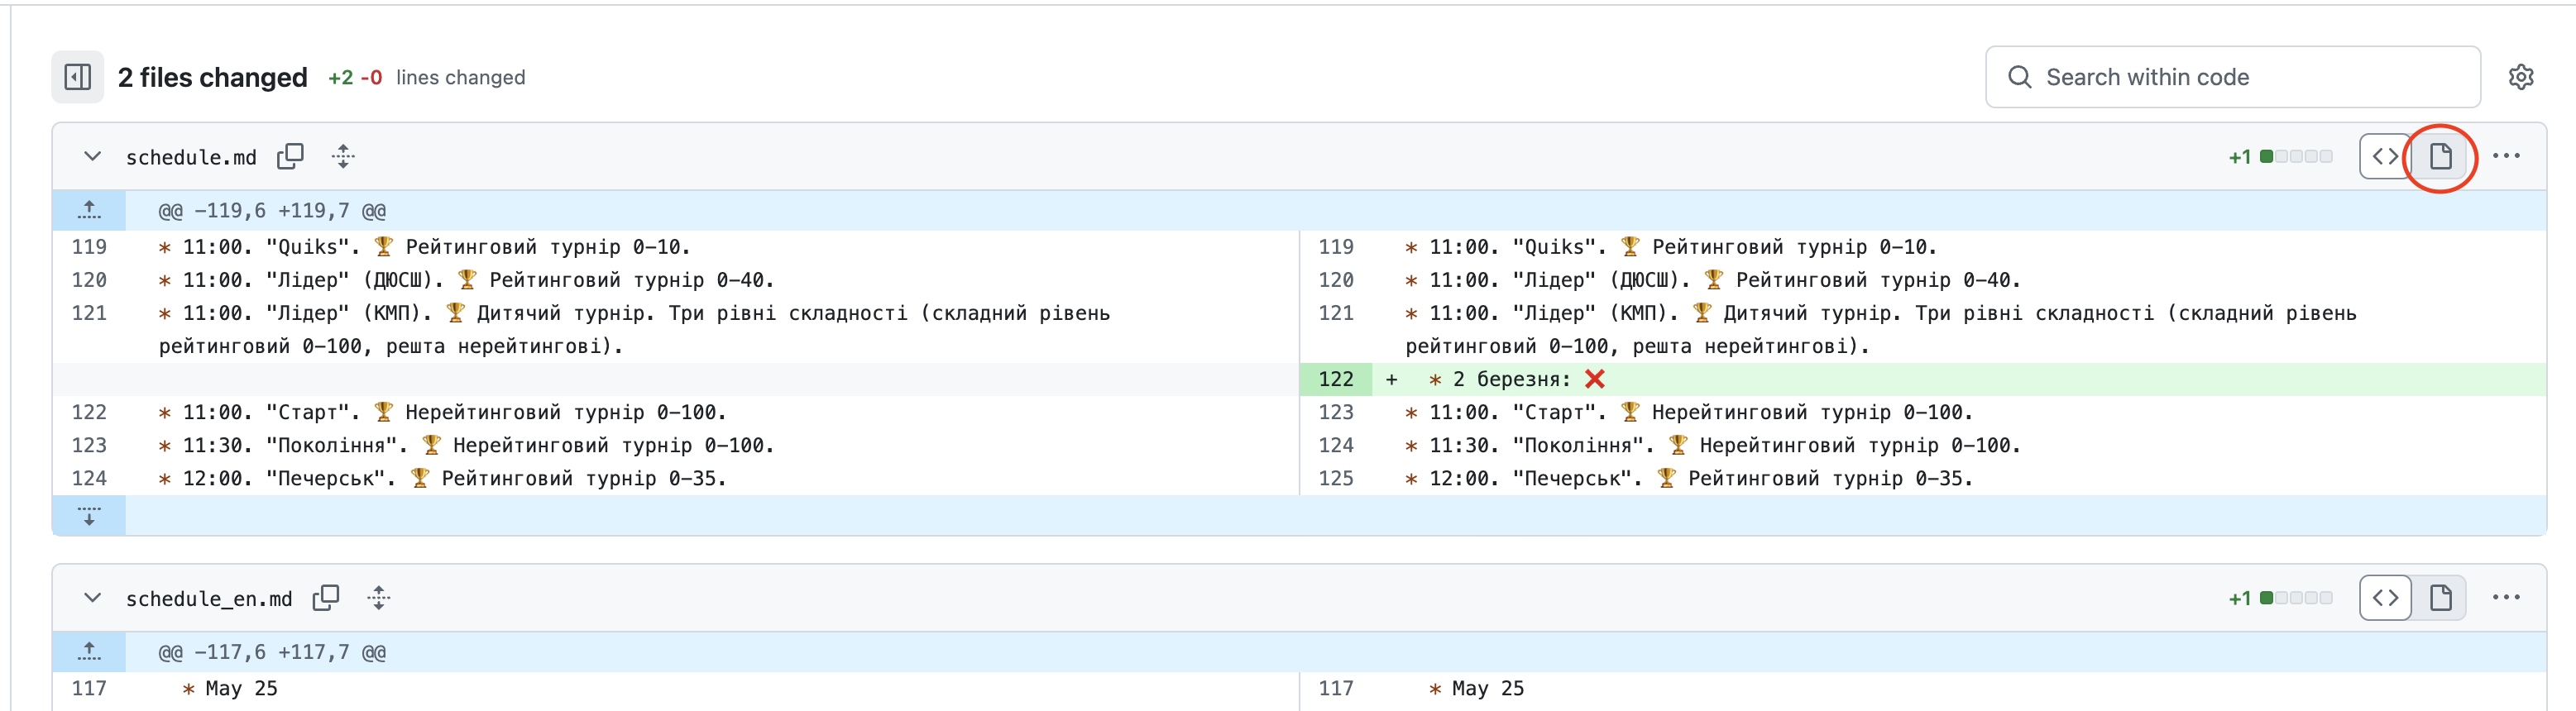 2 files changed +2 -0 lines changed
Search within code
schedule.md
+1
@@ -119,6 +119,7 @@
119 * 11:00. "Quiks". 🏆 Рейтинговий турнір 0-10.
120 * 11:00. "Лідер" (ДЮСШ). 🏆 Рейтинговий турнір 0-40.
121 * 11:00. "Лідер" (КМП). 🏆 Дитячий турнір. Три рівні складності (складний рівень
рейтинговий 0-100, решта нерейтингові).
122 * 11:00. "Старт". 🏆 Нерейтинговий турнір 0-100.
123 * 11:30. "Покоління". 🏆 Нерейтинговий турнір 0-100.
124 * 12:00. "Печерськ". 🏆 Рейтинговий турнір 0-35.
119 * 11:00. "Quiks". 🏆 Рейтинговий турнір 0-10.
120 * 11:00. "Лідер" (ДЮСШ). 🏆 Рейтинговий турнір 0-40.
121 * 11:00. "Лідер" (КМП). 🏆 Дитячий турнір. Три рівні складності (складний рівень
рейтинговий 0-100, решта нерейтингові).
122 + * 2 березня: ❌
123 * 11:00. "Старт". 🏆 Нерейтинговий турнір 0-100.
124 * 11:30. "Покоління". 🏆 Нерейтинговий турнір 0-100.
125 * 12:00. "Печерськ". 🏆 Рейтинговий турнір 0-35.
schedule_en.md
+1
@@ -117,6 +117,7 @@
117 * May 25
117 * May 25